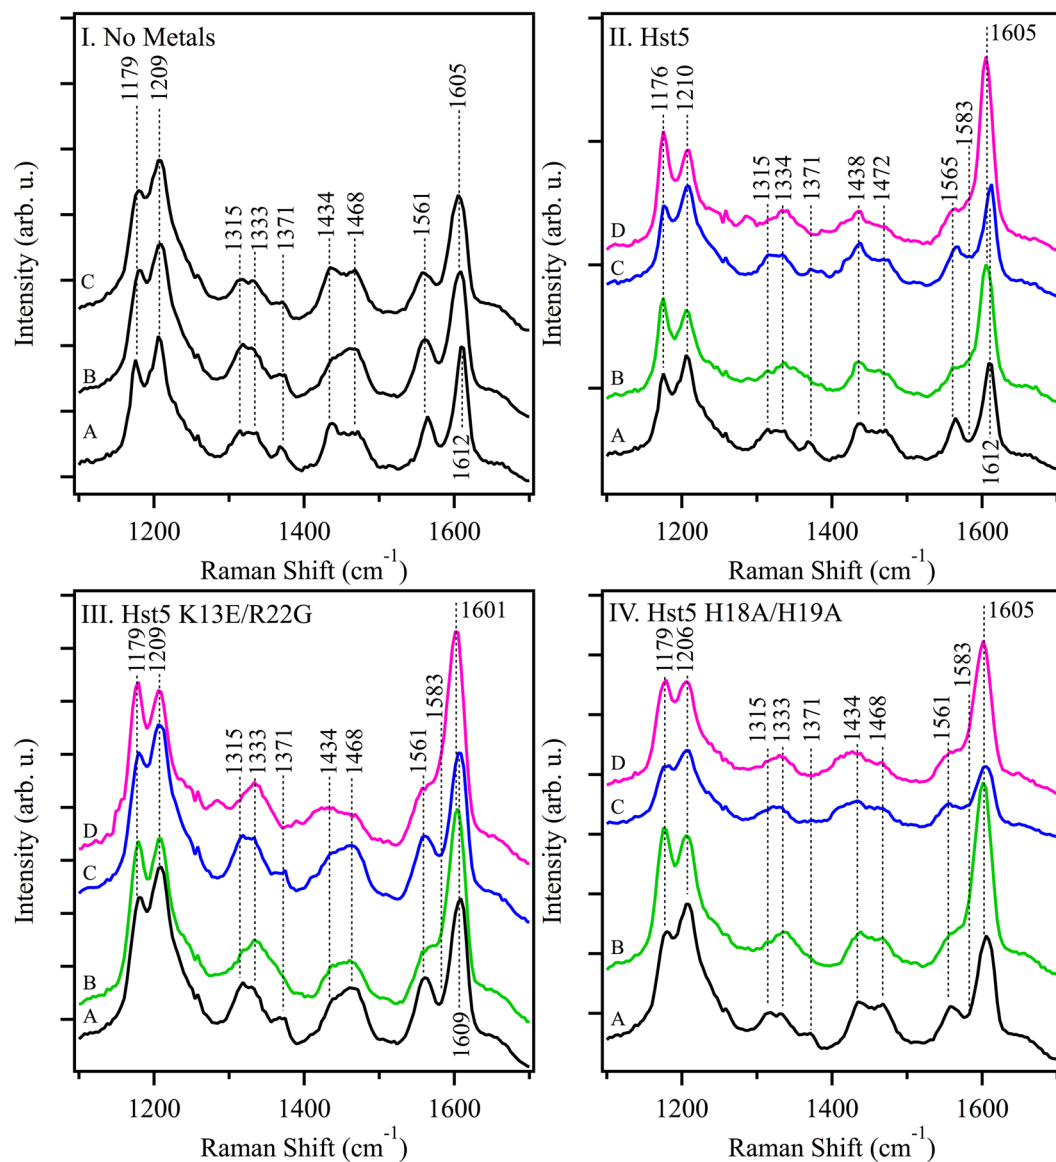 I. No Metals
1179
1209
1315
1333
1371
1434
1468
1561
1605
1612
C
B
A
Intensity (arb. u.)
1200
1400
1600
Raman Shift (cm-1)
II. Hst5
1176
1210
1315
1334
1371
1438
1472
1565
1583
1605
1612
D
C
B
A
Intensity (arb. u.)
1200
1400
1600
Raman Shift (cm-1)
III. Hst5 K13E/R22G
1179
1209
1315
1333
1371
1434
1468
1561
1583
1601
1609
D
C
B
A
Intensity (arb. u.)
1200
1400
1600
Raman Shift (cm-1)
IV. Hst5 H18A/H19A
1179
1206
1315
1333
1371
1434
1468
1561
1583
1605
D
C
B
A
Intensity (arb. u.)
1200
1400
1600
Raman Shift (cm-1)